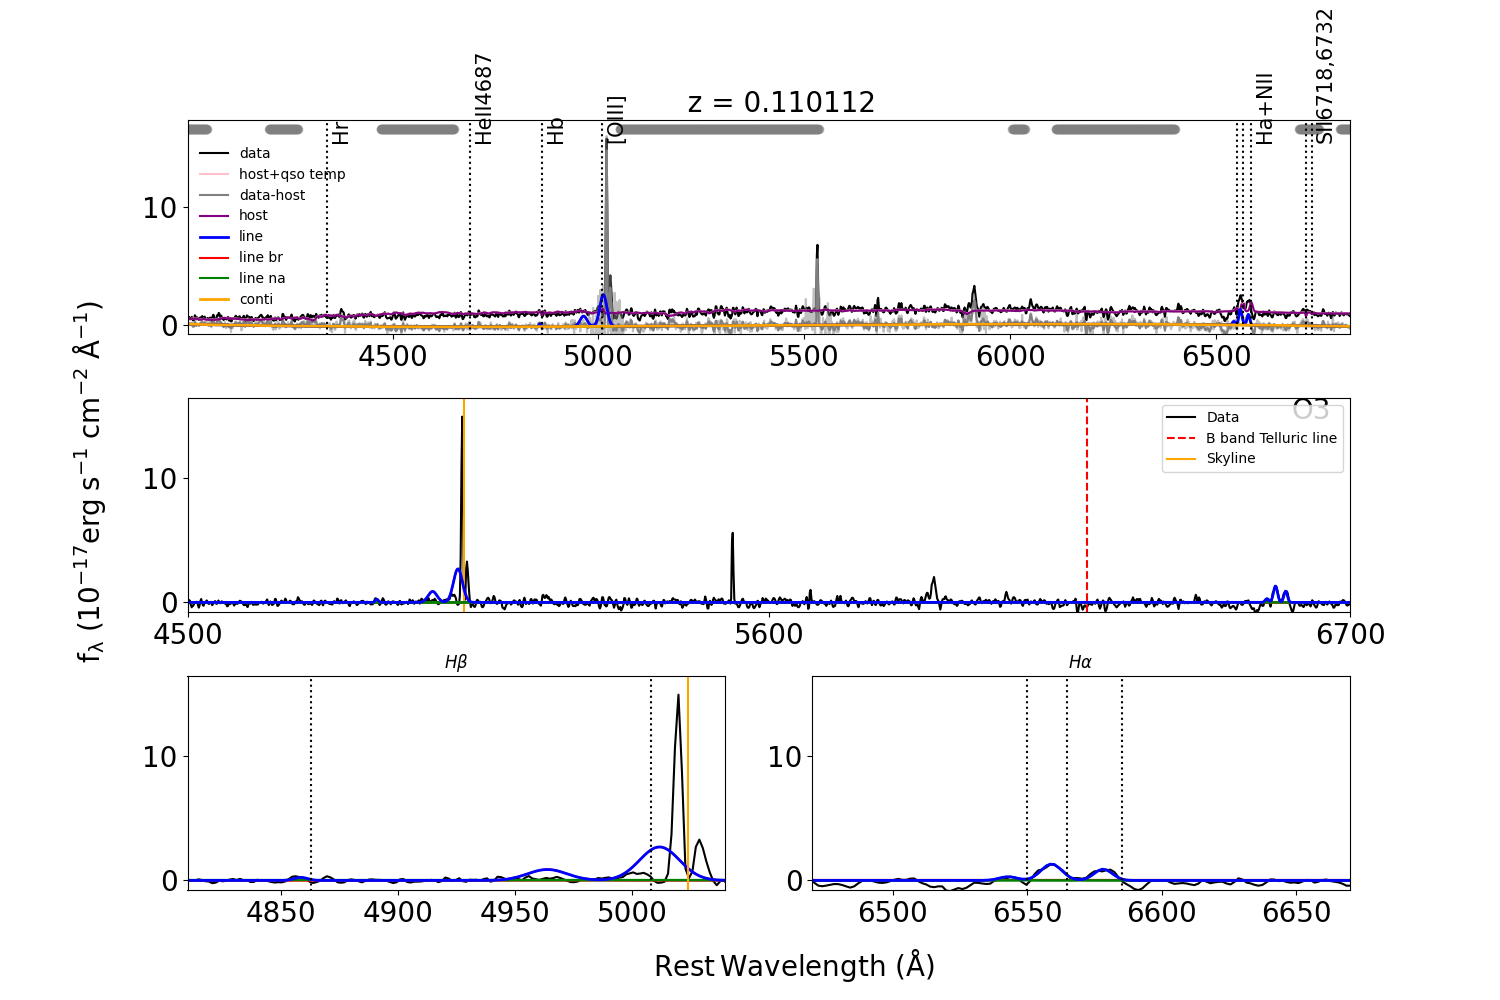 z = 0.110112
Hr
HeII4687
Hb
[OIII]
Ha+NII
SII6718,6732
data
host+qso temp
data-host
host
line
line br
line na
conti
10
0
4500 5000 5500 6000 6500
O3
Data
B band Telluric line
Skyline
10
0
4500 5600 6700
fλ (10⁻¹⁷erg s⁻¹ cm⁻² Å⁻¹)
Hβ
10
0
4850 4900 4950 5000
Hα
10
0
6500 6550 6600 6650
Rest Wavelength (Å)